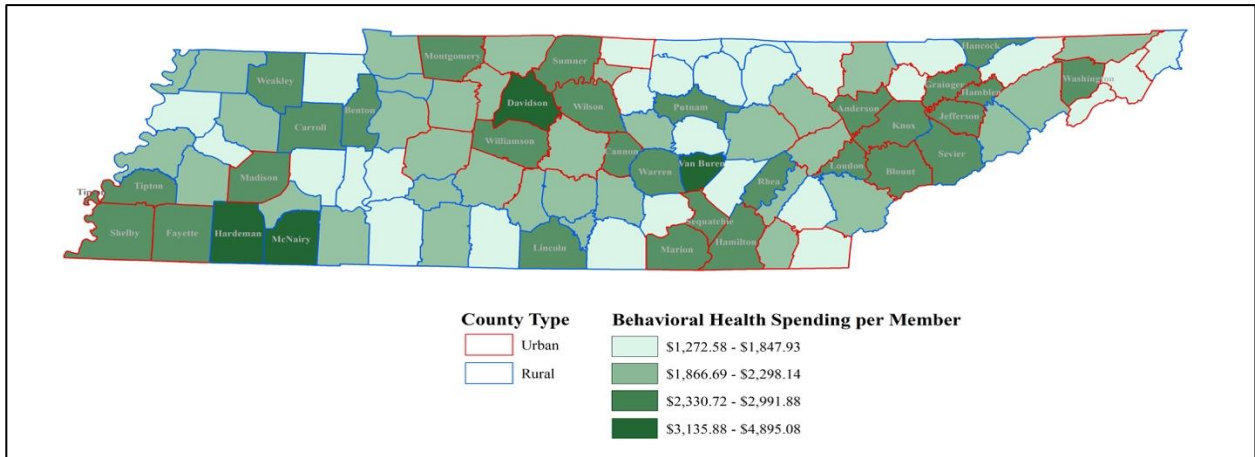 Hancock
Montgomery
Sumner
Weakley
Washington
Grainger
Hamblen
Davidson
Benton
Wilson
Putnam
Anderson
Jefferson
Carroll
Knox
Williamson
Cannon
Sevier
Van Buren
Loudon
Blount
Warren
Rhea
Madison
Tipton
Tipton
Sequatchie
Shelby
Fayette
Hardeman
McNairy
Lincoln
Marion
Hamilton
County Type
Urban
Rural
Behavioral Health Spending per Member
$1,272.58 - $1,847.93
$1,866.69 - $2,298.14
$2,330.72 - $2,991.88
$3,135.88 - $4,895.08